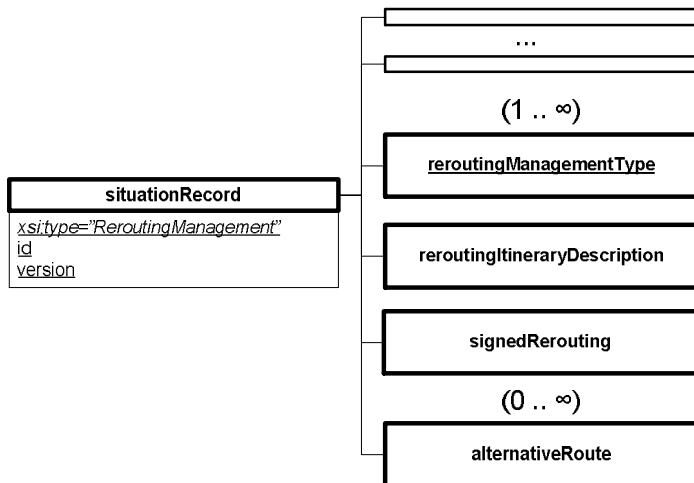 ...
(1 .. ∞)
reroutingManagementType
situationRecord
xsi:type=”ReroutingManagement”
id
version
reroutingItineraryDescription
signedRerouting
(0 .. ∞)
alternativeRoute